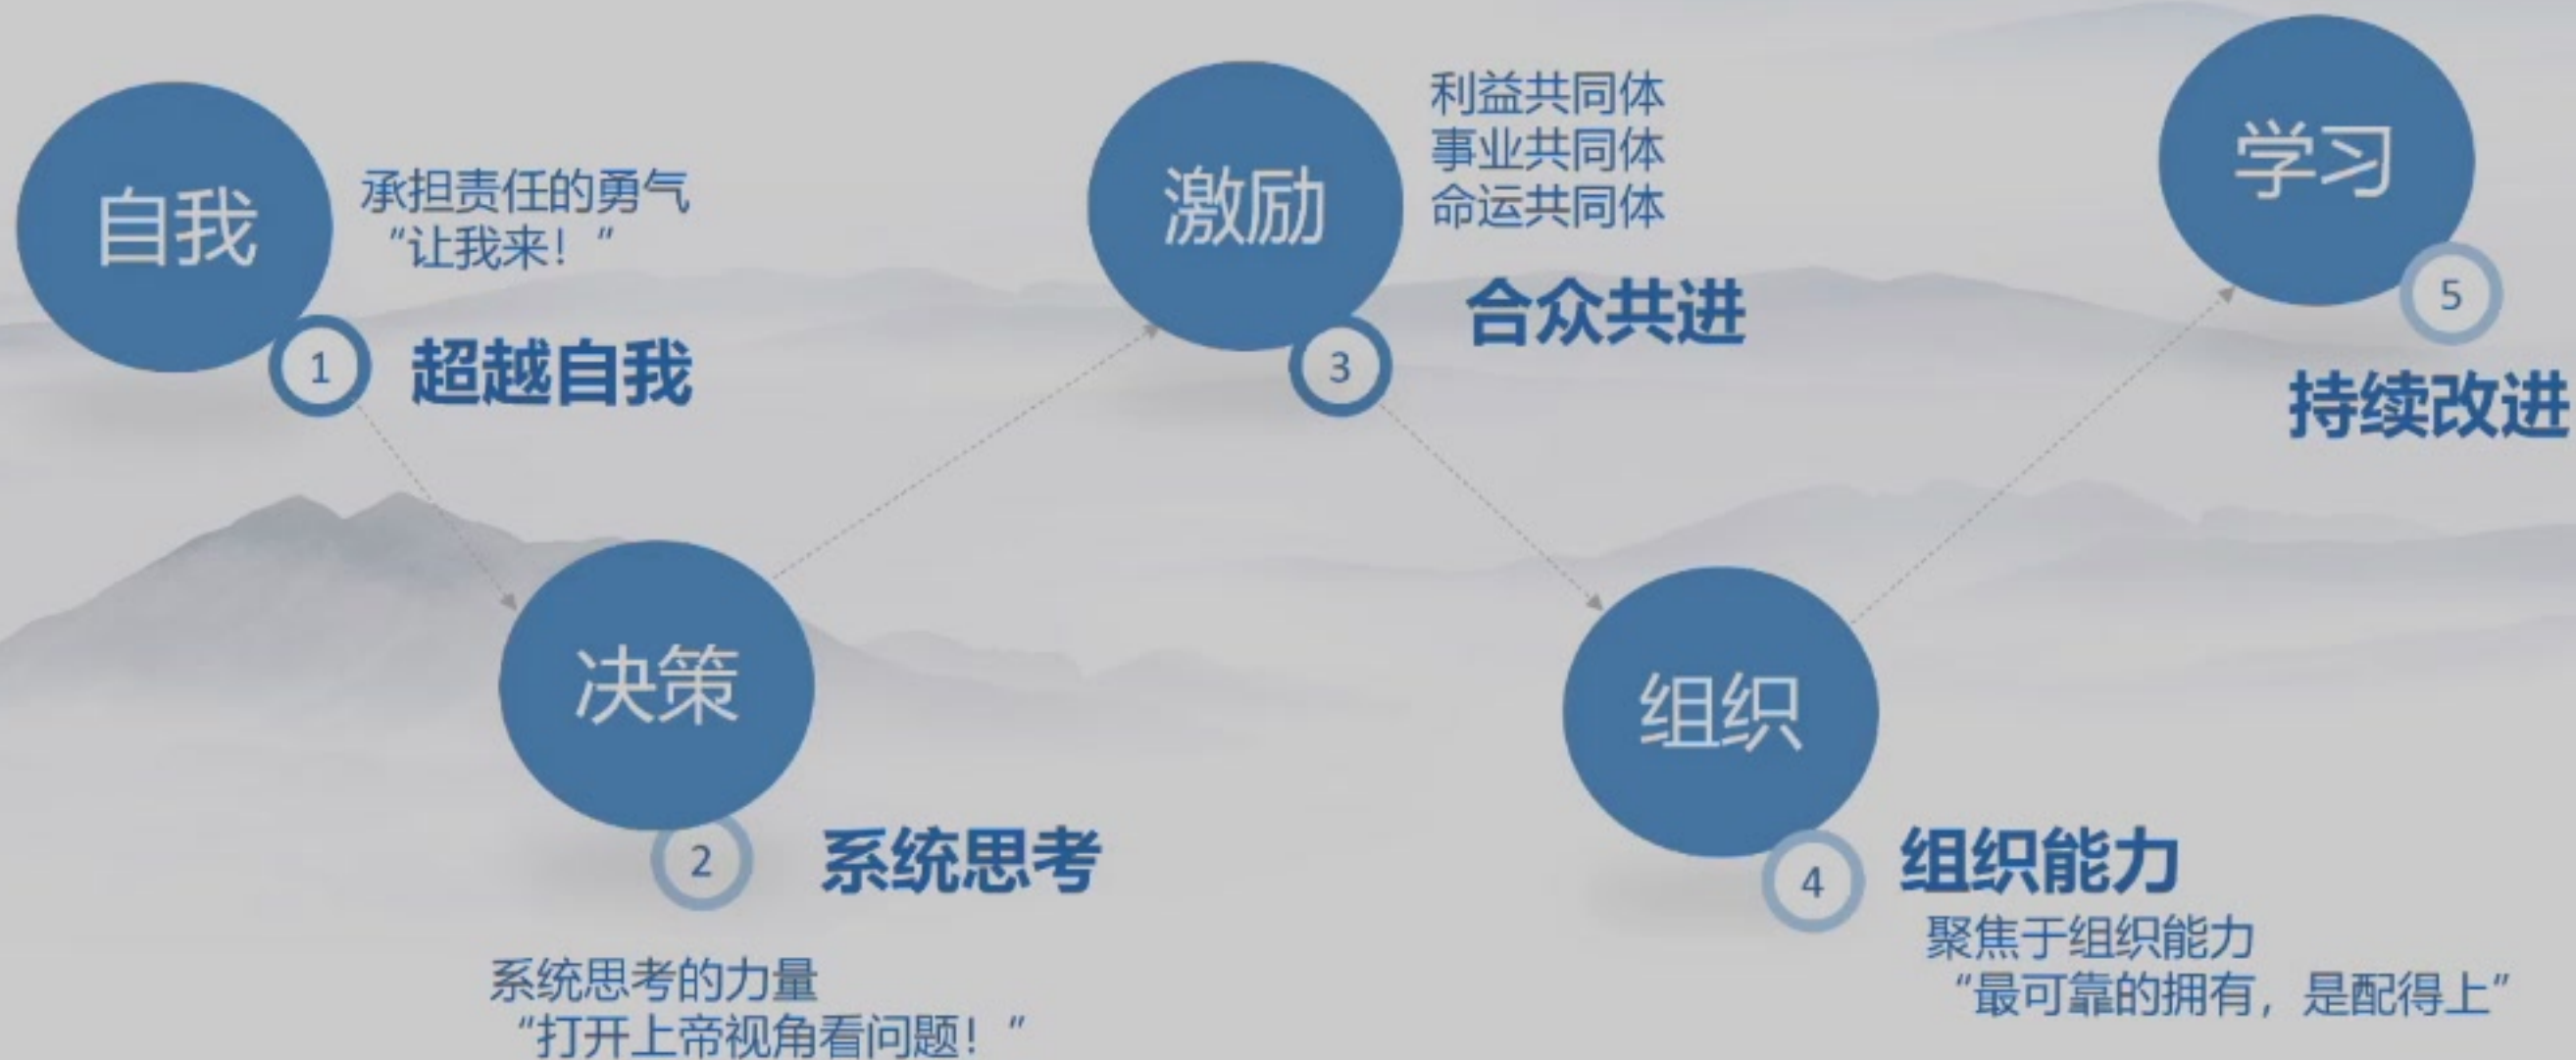 自我
承担责任的勇气
“让我来！”
1
超越自我
决策
2
系统思考
系统思考的力量
“打开上帝视角看问题！”
激励
利益共同体
事业共同体
命运共同体
3
合众共进
组织
4
组织能力
聚焦于组织能力
“最可靠的拥有，是配得上”
学习
5
持续改进